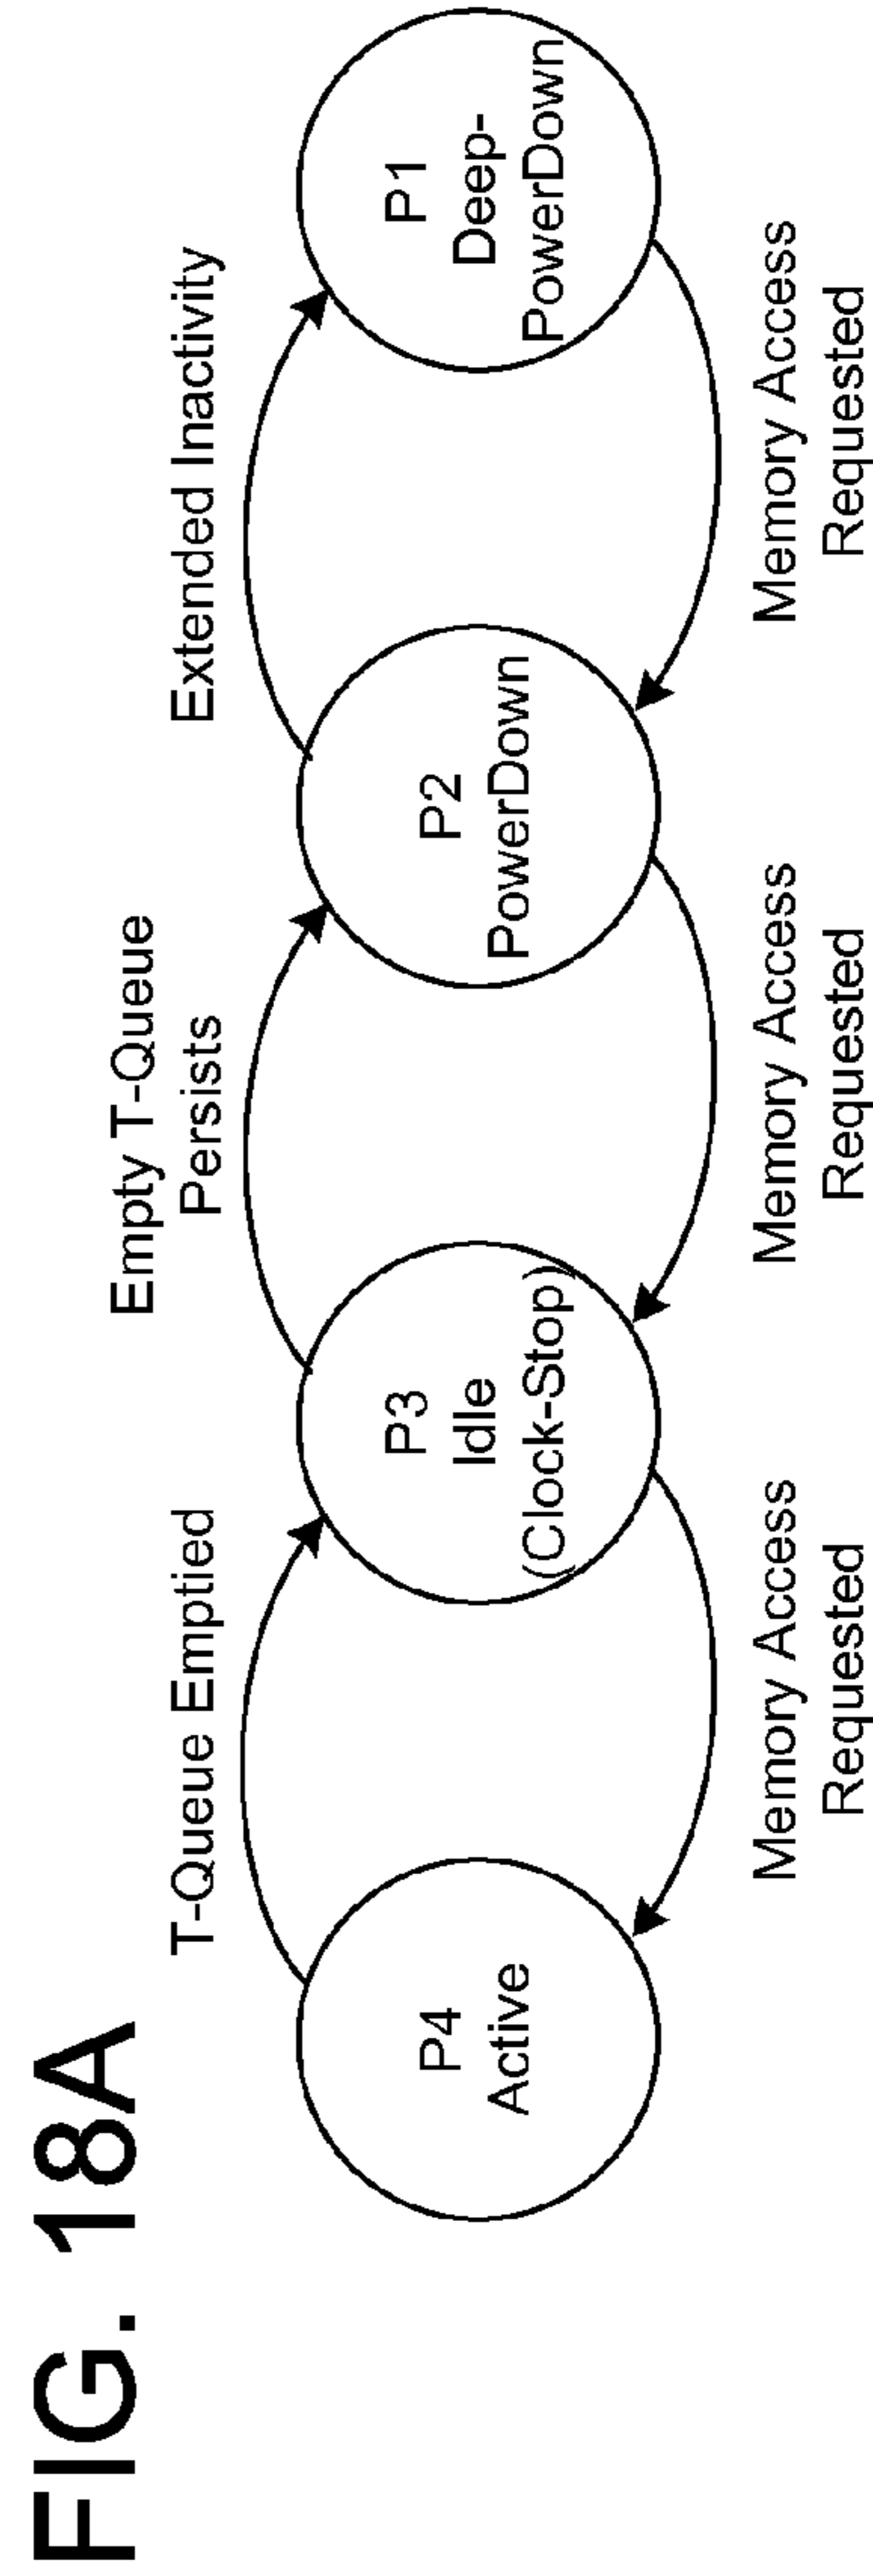 FIG. 18A
T-Queue Emptied
Empty T-Queue
Persists
Extended Inactivity
P4
Active
P3
Idle
(Clock-Stop)
P2
PowerDown
P1
Deep-
PowerDown
Memory Access
Requested
Memory Access
Requested
Memory Access
Requested